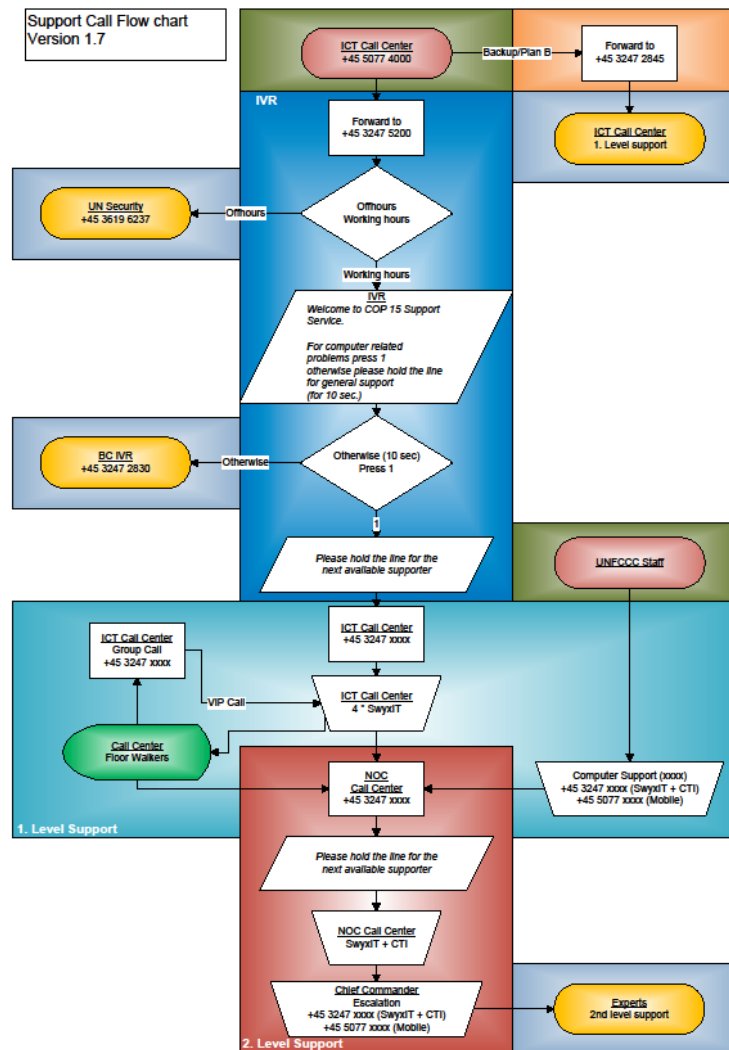 Support Call Flow chart
Version 1.7
ICT Call Center
+45 5077 4000
Backup/Plan B
Forward to
+45 3247 2845
IVR
Forward to
+45 3247 5200
ICT Call Center
1. Level support
UN Security
+45 3619 6237
Offhours
Offhours
Working hours
Working hours
IVR
Welcome to COP 15 Support
Service.
For computer related
problems press 1
otherwise please hold the line
for general support
(for 10 sec.)
BC IVR
+45 3247 2830
Otherwise
Otherwise (10 sec)
Press 1
1
Please hold the line for the
next available supporter
UNFCCC Staff
ICT Call Center
Group Call
+45 3247 xxxx
ICT Call Center
+45 3247 xxxx
VIP Call
ICT Call Center
4 * SwyxIT
Call Center
Floor Walkers
NOC
Call Center
+45 3247 xxxx
Computer Support (xxxx)
+45 3247 xxxx (SwyxIT + CTI)
+45 5077 xxxx (Mobile)
1. Level Support
Please hold the line for the
next available supporter
NOC Call Center
SwyxIT + CTI
Chief Commander
Escalation
+45 3247 xxxx (SwyxIT + CTI)
+45 5077 xxxx (Mobile)
Experts
2nd level support
2. Level Support